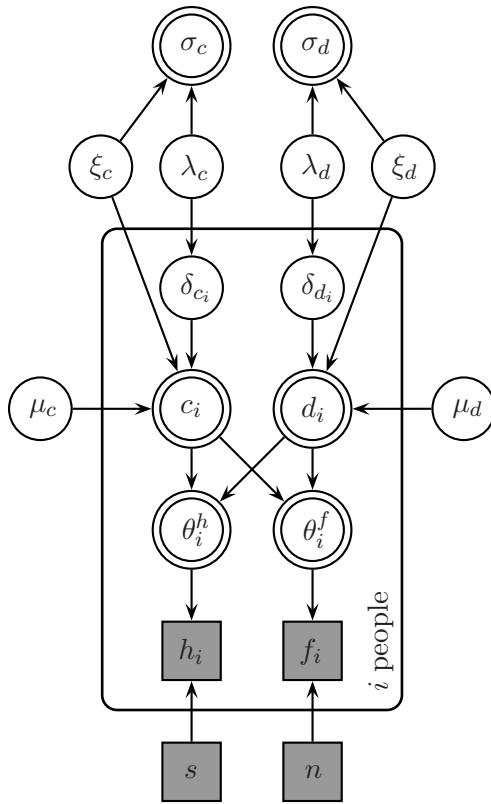 σ_c σ_d
ξ_c λ_c λ_d ξ_d
δ_{c_i} δ_{d_i}
μ_c c_i d_i μ_d
θ_i^h θ_i^f
h_i f_i
i people
s n